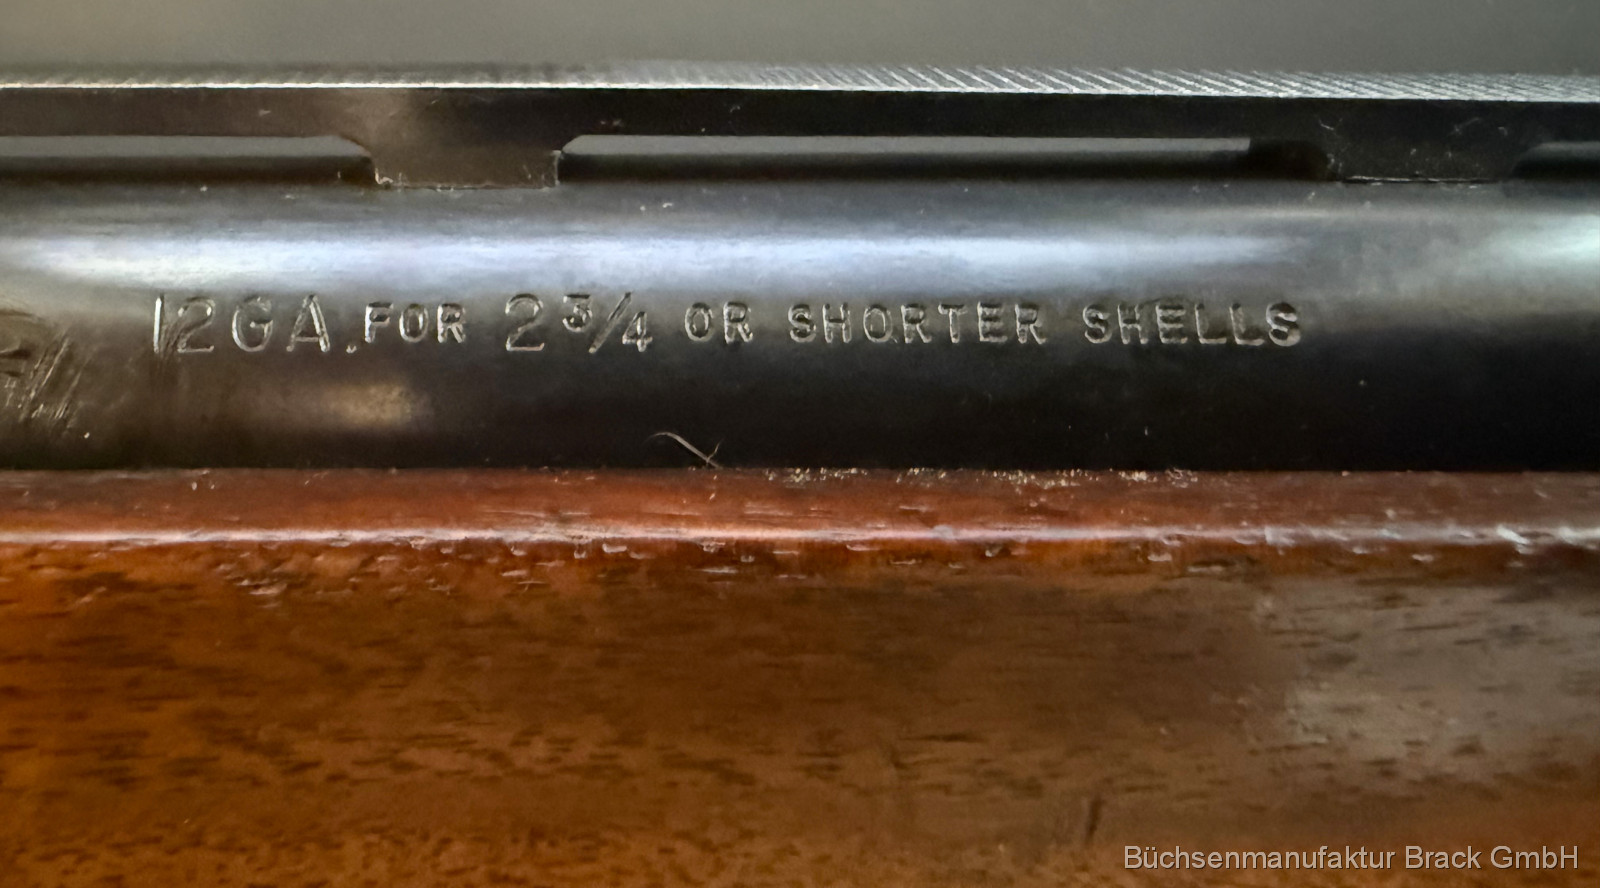 12GA.FOR 2¾ OR SHORTER SHELLS
Büchsenmanufaktur Brack GmbH